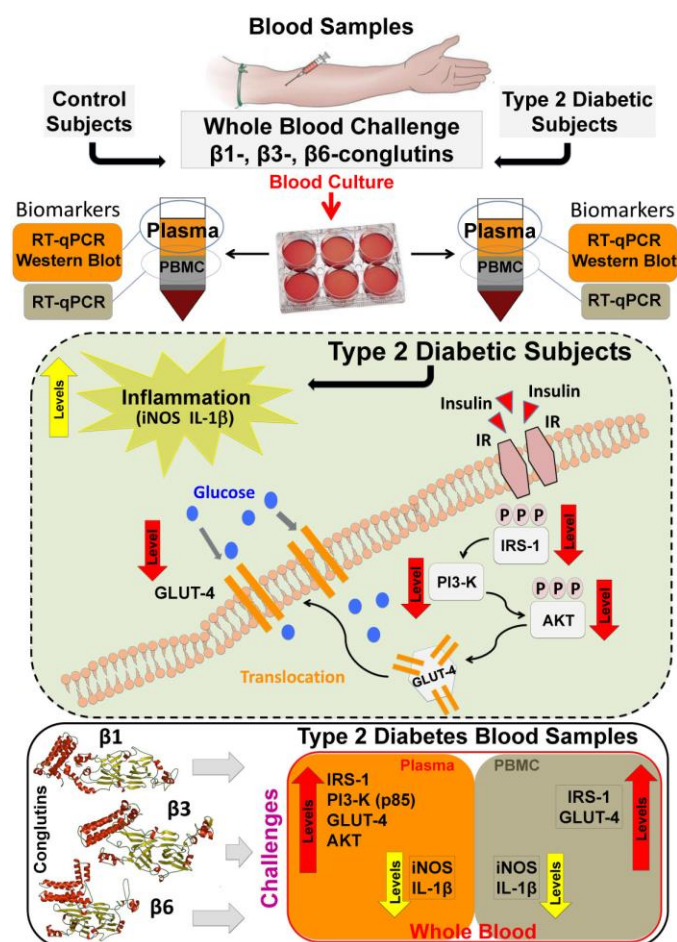 Blood Samples
Control
Subjects
Type 2 Diabetic
Subjects
Whole Blood Challenge
β1-, β3-, β6-conglutins
Blood Culture
Biomarkers
RT-qPCR
Western Blot
RT-qPCR
Plasma
PBMC
Plasma
PBMC
Biomarkers
RT-qPCR
Western Blot
RT-qPCR
Type 2 Diabetic Subjects
Levels
Inflammation
(iNOS IL-1β)
Insulin
Insulin
IR
IR
Glucose
Level
GLUT-4
P P P
IRS-1
Level
Level
PI3-K
P P P
AKT
Level
Translocation
GLUT-4
Conglutins
β1
β3
β6
Challenges
Type 2 Diabetes Blood Samples
Plasma
PBMC
Levels
IRS-1
PI3-K (p85)
GLUT-4
AKT
iNOS
IL-1β
Levels
IRS-1
GLUT-4
Levels
iNOS
IL-1β
Levels
Whole Blood